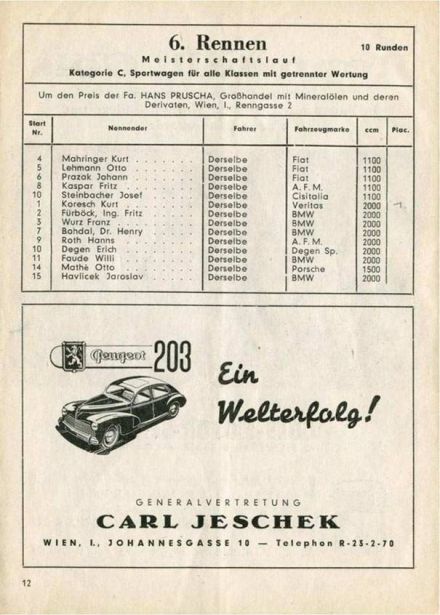 6. Rennen 10 Runden
Meisterschaftslauf
Kategorie C, Sportwagen für alle Klassen mit getrennter Wertung
Um den Preis der Fa. HANS PRUSCHA, Großhandel mit Mineralölen und deren
Derivaten, Wien, I., Renngasse 2
Start Nr. Nennender Fahrer Fahrzeugmarke ccm Plac.
4 Mahringer Kurt . . . . . . . Derselbe Fiat 1100
5 Lehmann Otto . . . . . . . Derselbe Fiat 1100
6 Prazak Johann . . . . . . . Derselbe Fiat 1100
8 Kaspar Fritz . . . . . . . Derselbe A. F. M. 1100
10 Steinbacher Josef . . . . . . Derselbe Cisitalia 1100
1 Koresch Kurt . . . . . . . Derselbe Veritas 2000
2 Fürböck, Ing. Fritz . . . . . . Derselbe BMW 2000
3 Wurz Franz . . . . . . . Derselbe BMW 2000
7 Bohdal, Dr. Henry . . . . . . Derselbe BMW 2000
9 Roth Hanns . . . . . . . Derselbe A. F. M. 2000
10 Degen Erich . . . . . . . Derselbe Degen Sp. 2000
11 Faude Willi . . . . . . . Derselbe BMW 2000
14 Mathé Otto . . . . . . . Derselbe Porsche 1500
15 Havlicek Jaroslav . . . . . . Derselbe BMW 2000
Peugeot 203
Ein
Welterfolg!
GENERALVERTRETUNG
CARL JESCHEK
WIEN, I., JOHANNESGASSE 10 — Telephon R-23-2-70
12